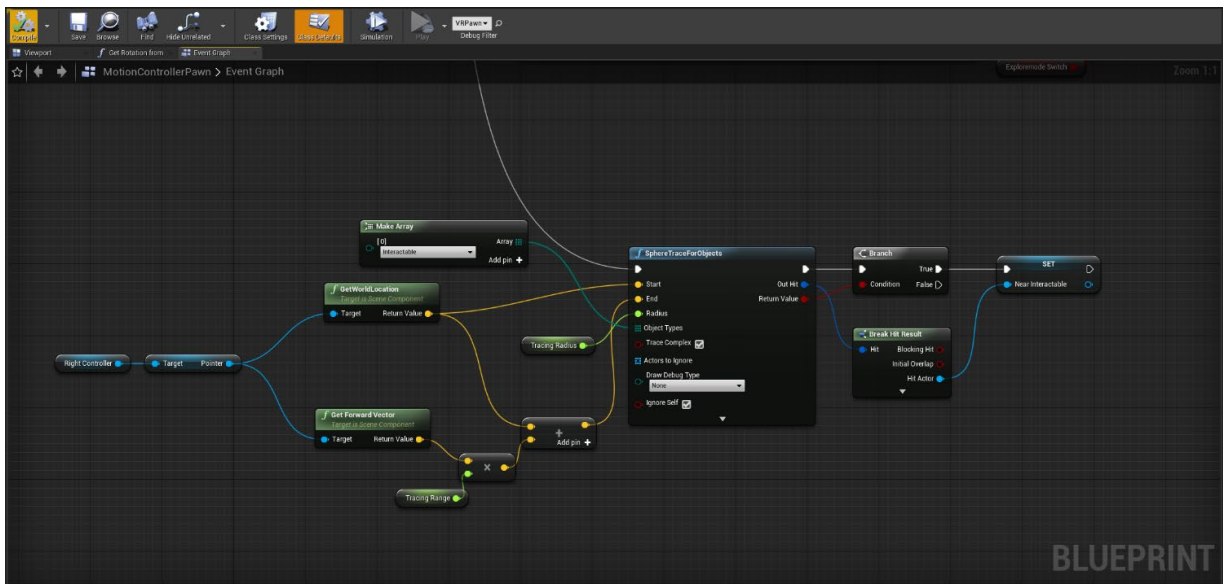 Compile
Save
Browse
Find
Hide Unrelated
Class Settings
Class Defaults
Simulation
Play
VRPawn
Debug Filter
Viewport
Get Rotation from
Event Graph
MotionControllerPawn > Event Graph
Exploremode Switch
Zoom 1:1
Make Array
[0]
Array
Interactable
Add pin +
GetWorldLocation
Target is Scene Component
Target Return Value
Right Controller
Target Pointer
Get Forward Vector
Target is Scene Component
Target Return Value
Tracing Range
×
+
Add pin +
Tracing Radius
SphereTraceForObjects
Start Out Hit
End Return Value
Radius
Object Types
Trace Complex
Actors to Ignore
Draw Debug Type
None
Ignore Self
Branch
True
Condition False
Break Hit Result
Hit Blocking Hit
Initial Overlap
Hit Actor
SET
Near Interactable
BLUEPRINT